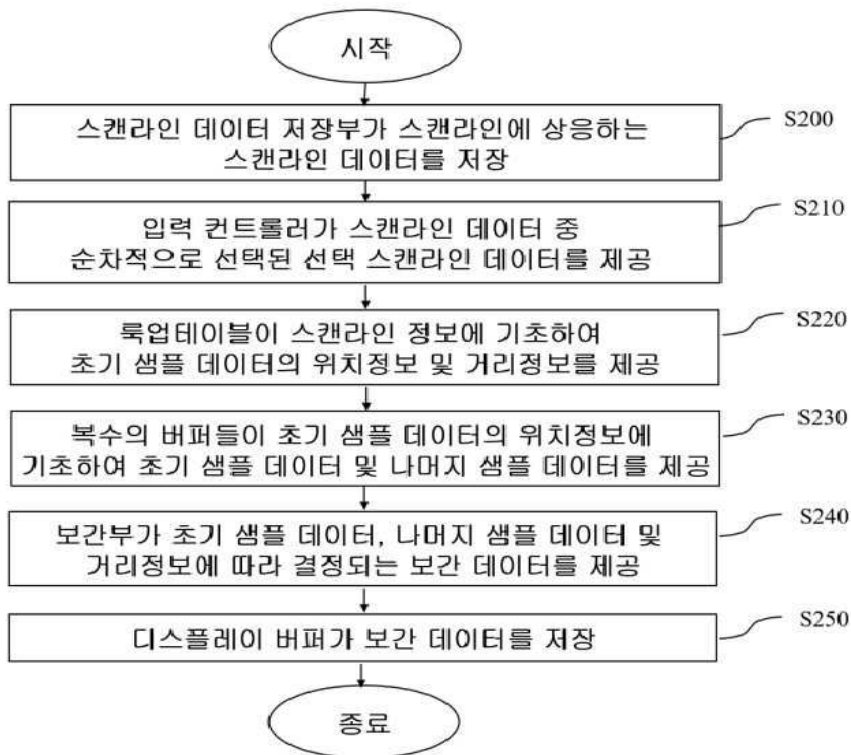 시작
스캔라인 데이터 저장부가 스캔라인에 상응하는
스캔라인 데이터를 저장
S200
입력 컨트롤러가 스캔라인 데이터 중
순차적으로 선택된 선택 스캔라인 데이터를 제공
S210
룩업테이블이 스캔라인 정보에 기초하여
초기 샘플 데이터의 위치정보 및 거리정보를 제공
S220
복수의 버퍼들이 초기 샘플 데이터의 위치정보에
기초하여 초기 샘플 데이터 및 나머지 샘플 데이터를 제공
S230
보간부가 초기 샘플 데이터, 나머지 샘플 데이터 및
거리정보에 따라 결정되는 보간 데이터를 제공
S240
디스플레이 버퍼가 보간 데이터를 저장
S250
종료